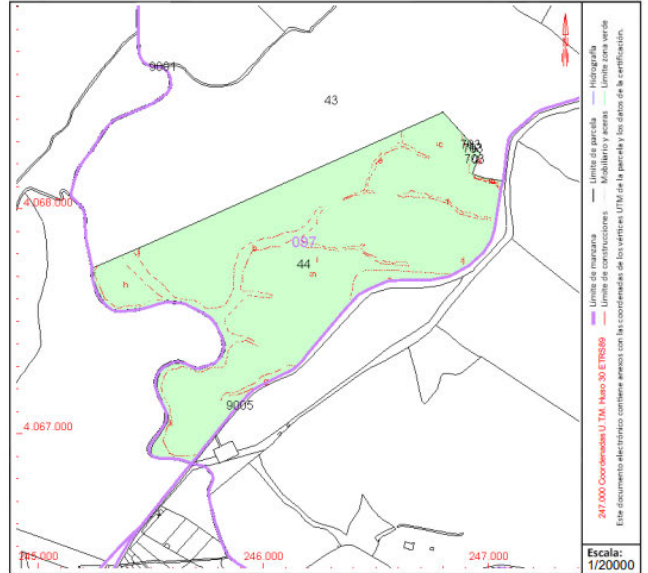 9001
43
703
4.068.000
097
44
9005
4.067.000
245.000 246.000 247.000
Límite de manzana Límite de parcela Hidrografía
Límite de construcciones Mobiliario y aceras Límite zona verde
247.000 Coordenadas U.T.M. Huso 30 ETRS89
Este documento electrónico contiene anexos con las coordenadas de los vértices UTM de la parcela y los datos de la certificación.
Escala:
1/20000